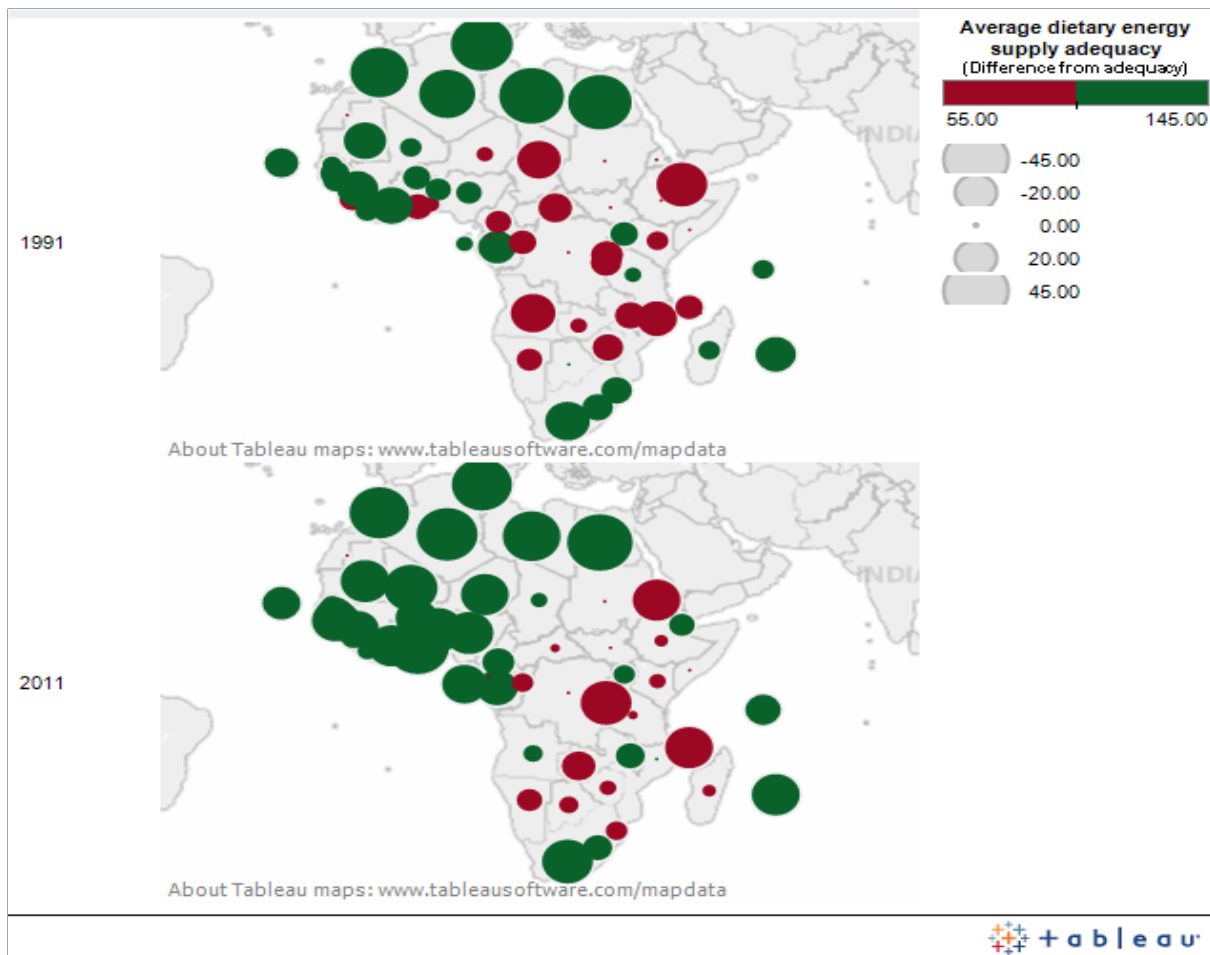 Average dietary energy
supply adequacy
(Difference from adequacy)
55.00 145.00
-45.00
-20.00
0.00
20.00
45.00
1991
INDIA
About Tableau maps: www.tableausoftware.com/mapdata
2011
INDIA
About Tableau maps: www.tableausoftware.com/mapdata
+ableau